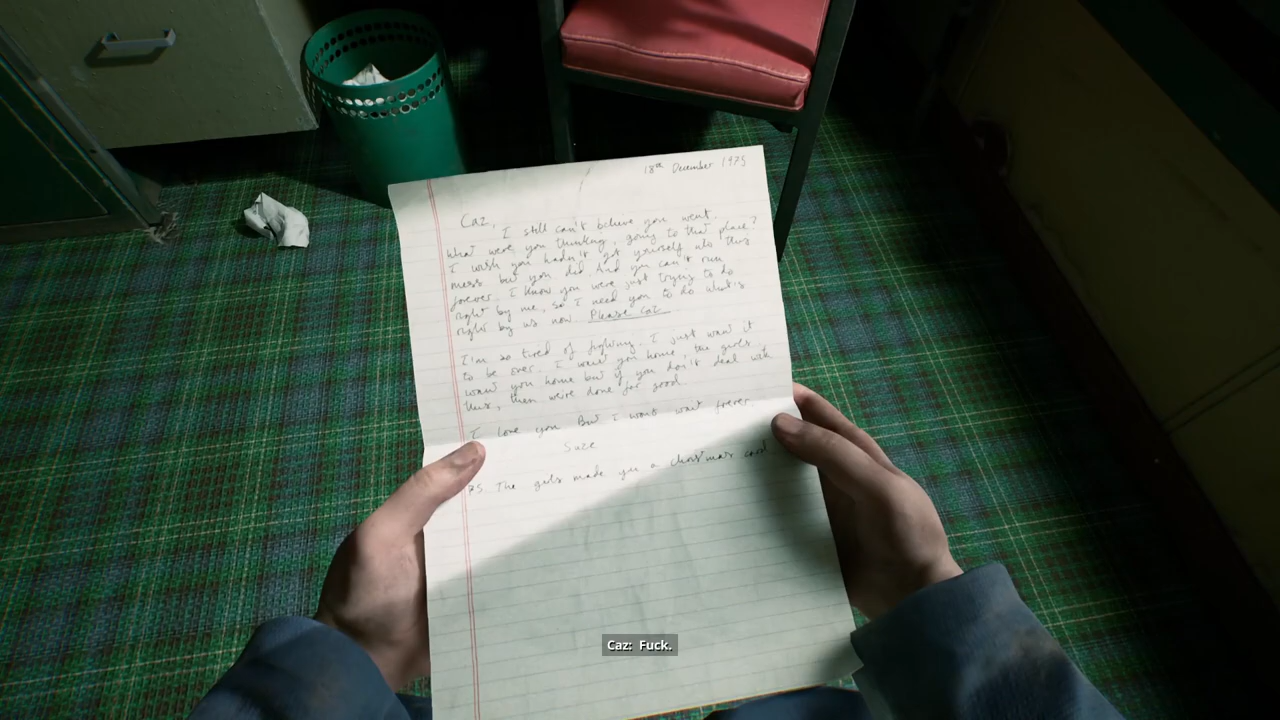 18th December 1975
Caz,
I still can't believe you went.
What were you thinking, going to that place?
I wish you hadn't got yourself into this
mess but you did. And you can't run
forever. I know you were just trying to do
right by me, so I need you to do what's
right by us now. Please Caz
I'm so tired of fighting. I just want it
to be over. I want you home, the girls
want you home but if you don't deal with
this, then we're done for good
I love you But I wont wait forever.
Suze
PS The girls made you a christmas card
Caz: Fuck.